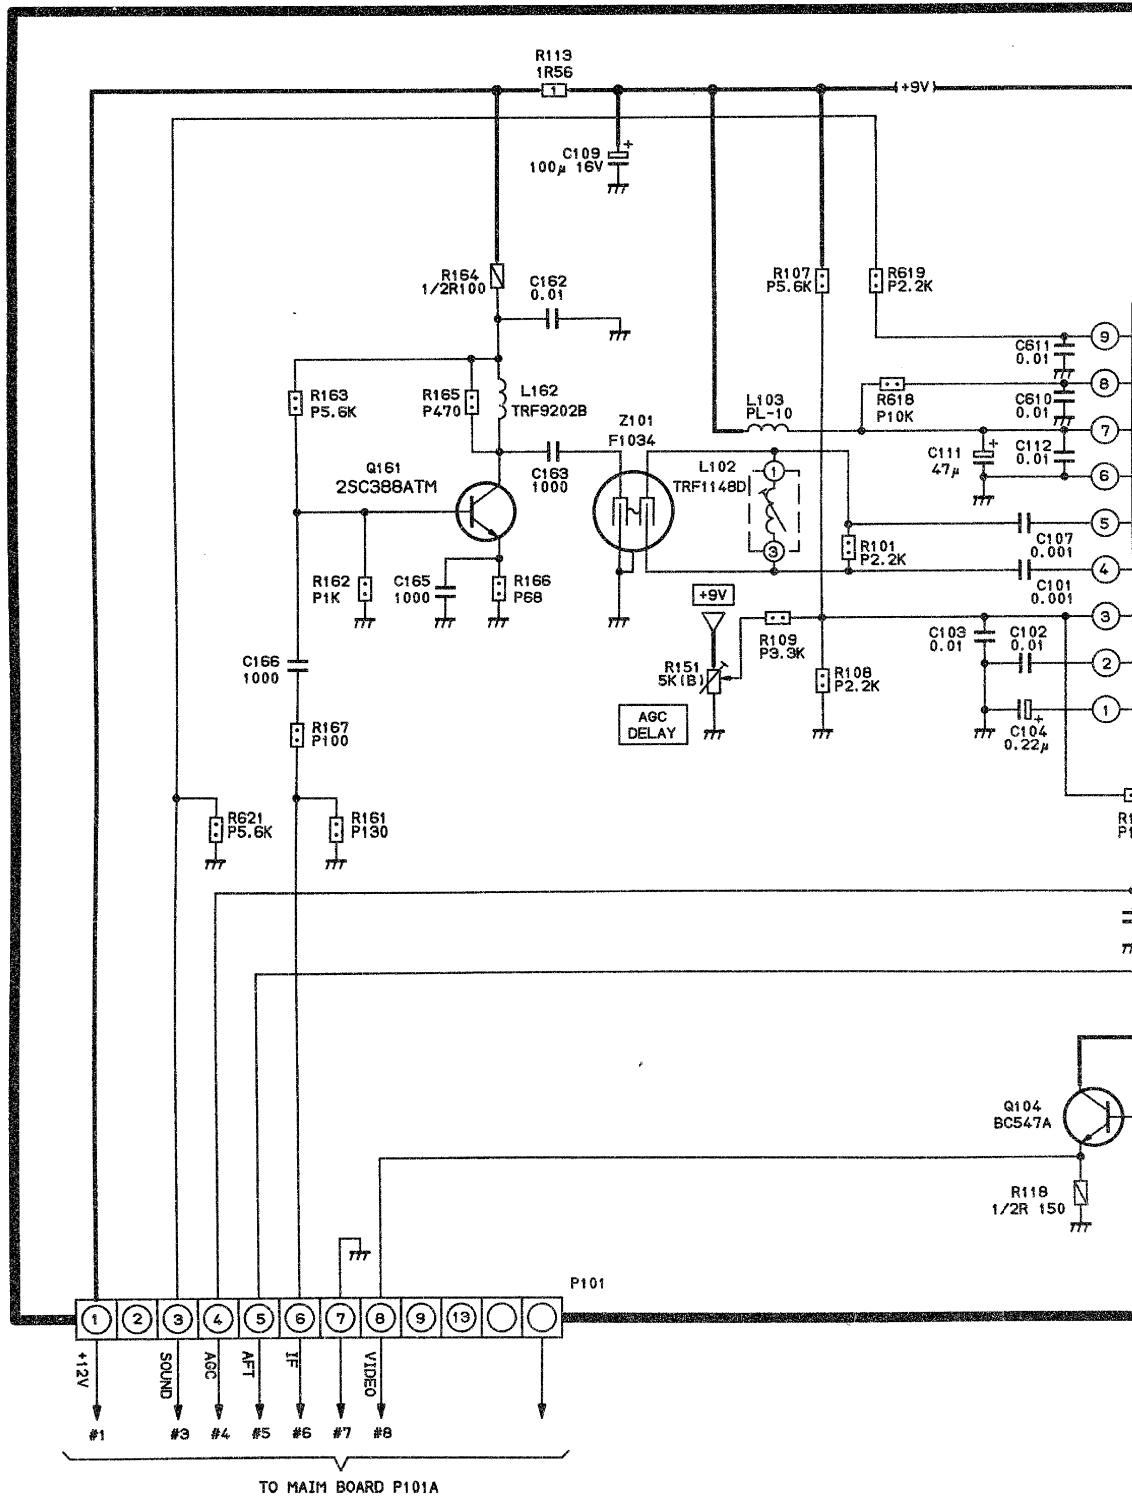 R113
1R56
1
+9V
C109
100µ 16V
+
R164
1/2R100
C162
0.01
R107
P5.6K
R619
P2.2K
C611
0.01
9
R163
P5.6K
R165
P470
L162
TRF9202B
L103
PL-10
R618
P10K
C610
0.01
8
Z101
F1034
7
Q161
2SC388ATM
C163
1000
L102
TRF1148D
1
C111
47µ
+
C112
0.01
6
3
R101
P2.2K
C107
0.001
5
R162
P1K
C165
1000
R166
P68
C101
0.001
4
+9V
R109
P3.3K
C103
0.01
C102
0.01
3
2
C166
1000
R151
5K(B)
R108
P2.2K
R167
P100
AGC
DELAY
C104
0.22µ
+
1
R621
P5.6K
R161
P130
R1
P1
Q104
BC547A
R118
1/2R 150
P101
1 2 3 4 5 6 7 8 9 13
+12V
SOUND
AGC
AFT
IF
VIDEO
#1 #3 #4 #5 #6 #7 #8
TO MAIM BOARD P101A